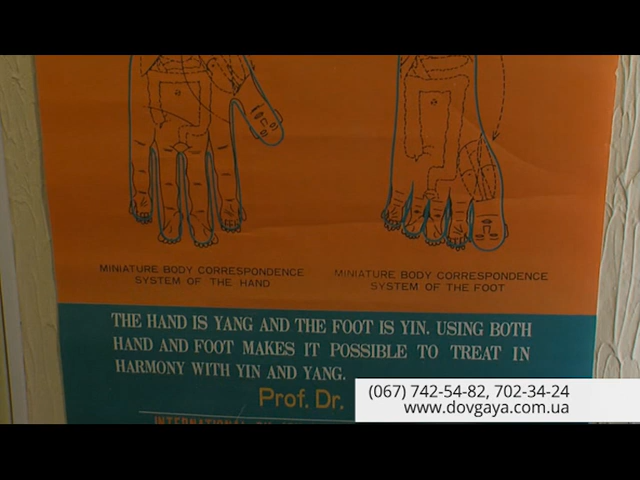 MINIATURE BODY CORRESPONDENCE
SYSTEM OF THE HAND
MINIATURE BODY CORRESPONDENCE
SYSTEM OF THE FOOT
THE HAND IS YANG AND THE FOOT IS YIN. USING BOTH
HAND AND FOOT MAKES IT POSSIBLE TO TREAT IN
HARMONY WITH YIN AND YANG.
Prof. Dr.
INTERNATIONAL
(067) 742-54-82, 702-34-24
www.dovgaya.com.ua